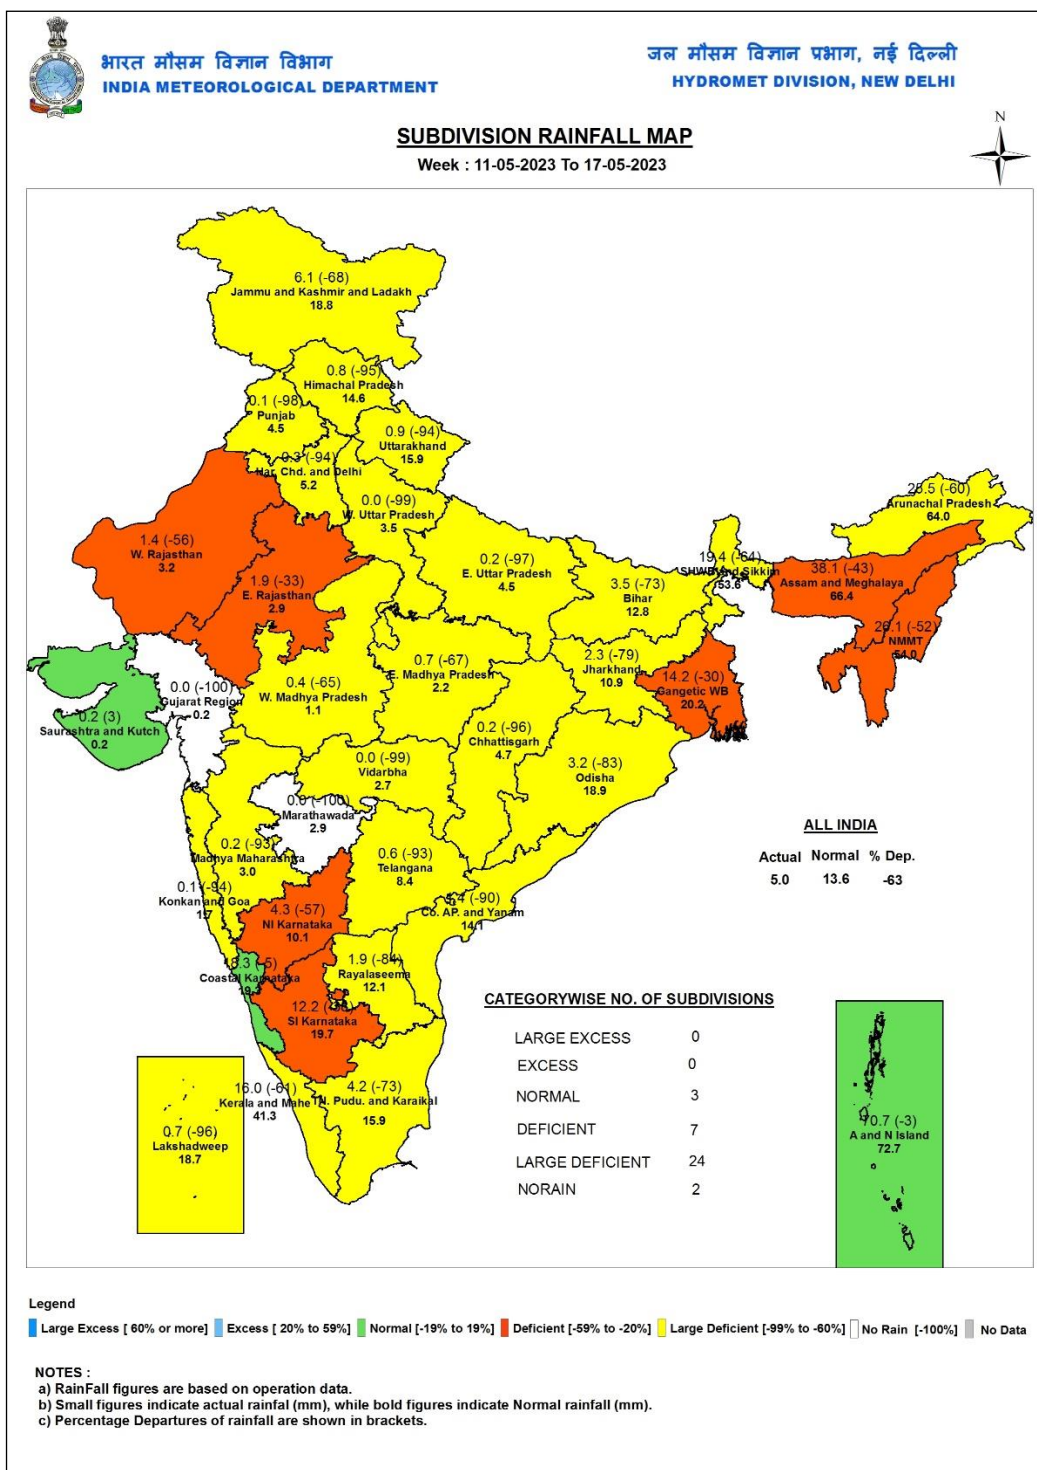 भारत मौसम विज्ञान विभाग
INDIA METEOROLOGICAL DEPARTMENT
जल मौसम विज्ञान प्रभाग, नई दिल्ली
HYDROMET DIVISION, NEW DELHI
SUBDIVISION RAINFALL MAP
Week : 11-05-2023 To 17-05-2023
N
6.1 (-68)
Jammu and Kashmir and Ladakh
18.8
0.8 (-95)
Himachal Pradesh
14.6
0.1 (-98)
Punjab
4.5
0.9 (-94)
Uttarakhand
15.9
0.3 (-94)
Har. Chd. and Delhi
5.2
0.0 (-99)
W. Uttar Pradesh
3.5
25.5 (-60)
Arunachal Pradesh
64.0
1.4 (-56)
W. Rajasthan
3.2
1.9 (-33)
E. Rajasthan
2.9
0.2 (-97)
E. Uttar Pradesh
4.5
3.5 (-73)
Bihar
12.8
19.4 (-64)
SHWB and Sikkim
53.6
38.1 (-43)
Assam and Meghalaya
66.4
26.1 (-52)
NMMT
54.0
0.0 (-100)
Gujarat Region
0.2
0.2 (3)
Saurashtra and Kutch
0.2
0.4 (-65)
W. Madhya Pradesh
1.1
0.7 (-67)
E. Madhya Pradesh
2.2
2.3 (-79)
Jharkhand
10.9
14.2 (-30)
Gangetic WB
20.2
0.2 (-96)
Chhattisgarh
4.7
0.0 (-99)
Vidarbha
2.7
3.2 (-83)
Odisha
18.9
0.0 (-100)
Marathawada
2.9
0.2 (-93)
Madhya Maharashtra
3.0
0.6 (-93)
Telangana
8.4
0.1 (-94)
Konkan and Goa
1.7
4.3 (-57)
NI Karnataka
10.1
(-90)
Co. AP. and Yanam
14.1
Coastal Karnataka
1.9 (-84)
Rayalaseema
12.1
12.2
SI Karnataka
19.7
16.0 (-61)
Kerala and Mahe
41.3
4.2 (-73)
TN. Pudu. and Karaikal
15.9
0.7 (-96)
Lakshadweep
18.7
70.7 (-3)
A and N Island
72.7
ALL INDIA
Actual Normal % Dep.
5.0 13.6 -63
CATEGORYWISE NO. OF SUBDIVISIONS
LARGE EXCESS 0
EXCESS 0
NORMAL 3
DEFICIENT 7
LARGE DEFICIENT 24
NORAIN 2
Legend
Large Excess [ 60% or more] Excess [ 20% to 59%] Normal [-19% to 19%] Deficient [-59% to -20%] Large Deficient [-99% to -60%] No Rain [-100%] No Data
NOTES :
a) RainFall figures are based on operation data.
b) Small figures indicate actual rainfal (mm), while bold figures indicate Normal rainfall (mm).
c) Percentage Departures of rainfall are shown in brackets.